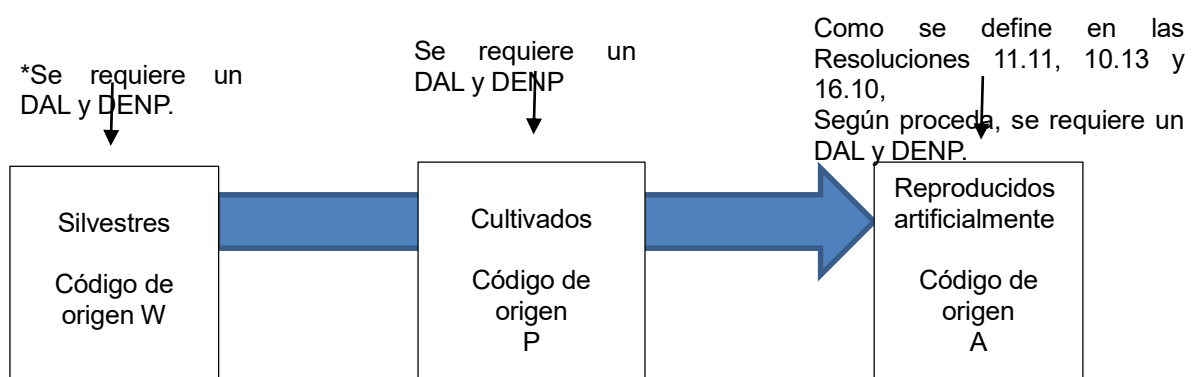 *Se requiere un
DAL y DENP.
Se requiere un
DAL y DENP
Como se define en las
Resoluciones 11.11, 10.13 y
16.10,
Según proceda, se requiere un
DAL y DENP.
Silvestres
Código de
origen W
Cultivados
Código de
origen
P
Reproducidos
artificialmente
Código de
origen
A